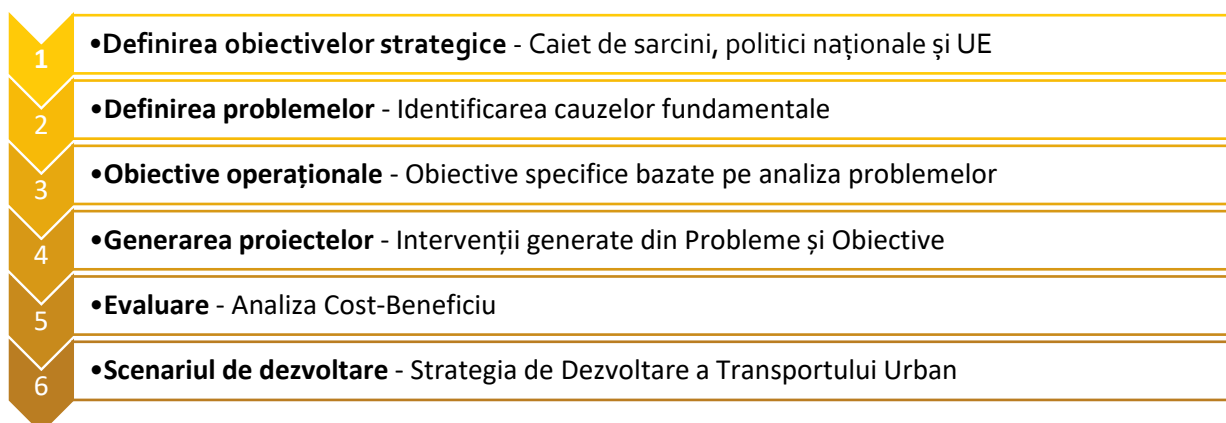 1 •Definirea obiectivelor strategice - Caiet de sarcini, politici naționale și UE
2 •Definirea problemelor - Identificarea cauzelor fundamentale
3 •Obiective operaționale - Obiective specifice bazate pe analiza problemelor
4 •Generarea proiectelor - Intervenții generate din Probleme și Obiective
5 •Evaluare - Analiza Cost-Beneficiu
6 •Scenariul de dezvoltare - Strategia de Dezvoltare a Transportului Urban